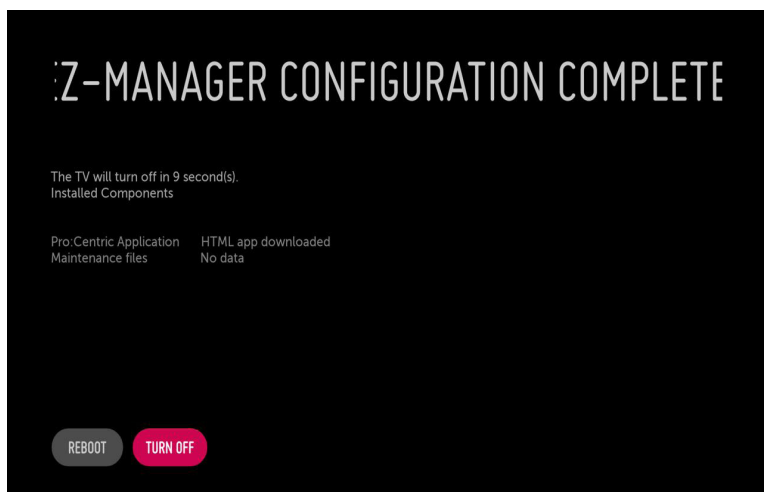 EZ-MANAGER CONFIGURATION COMPLETE
The TV will turn off in 9 second(s).
Installed Components
Pro:Centric Application HTML app downloaded
Maintenance files No data
REBOOT TURN OFF